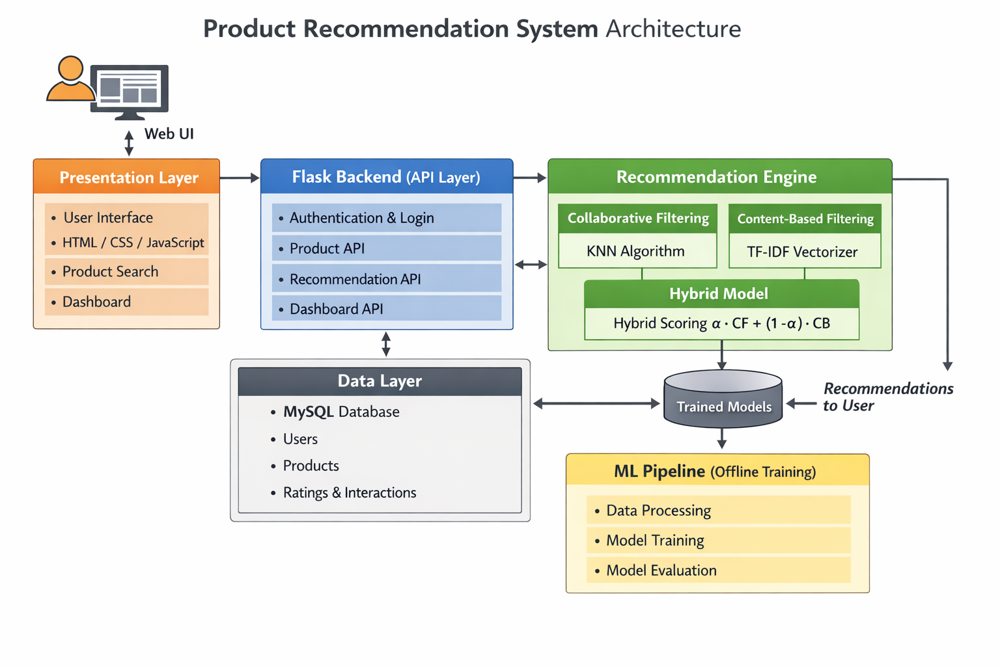 Product Recommendation System Architecture
Web UI
Presentation Layer
• User Interface
• HTML / CSS / JavaScript
• Product Search
• Dashboard
Flask Backend (API Layer)
• Authentication & Login
• Product API
• Recommendation API
• Dashboard API
Recommendation Engine
Collaborative Filtering
KNN Algorithm
Content-Based Filtering
TF-IDF Vectorizer
Hybrid Model
Hybrid Scoring α · CF + (1 -α) · CB
Data Layer
• MySQL Database
• Users
• Products
• Ratings & Interactions
Trained Models
Recommendations
to User
ML Pipeline (Offline Training)
• Data Processing
• Model Training
• Model Evaluation